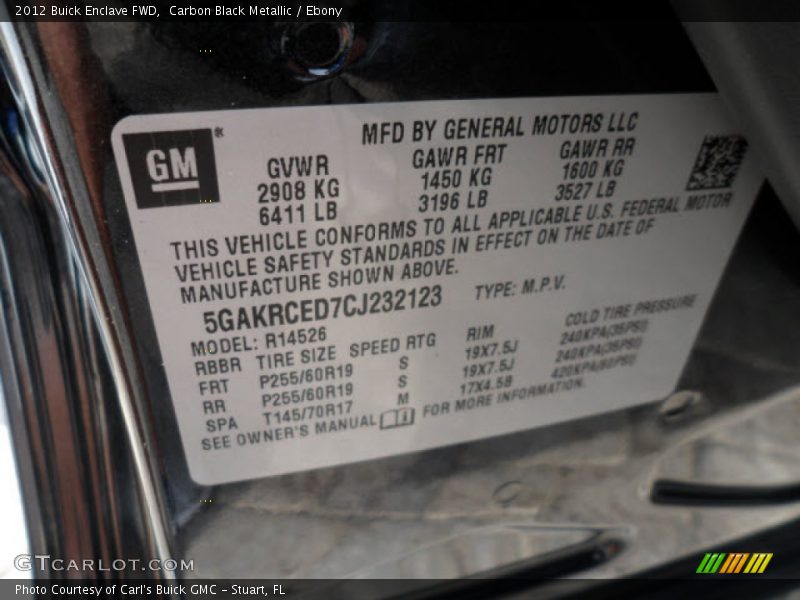 2012 Buick Enclave FWD, Carbon Black Metallic / Ebony
GM
MFD BY GENERAL MOTORS LLC
GVWR GAWR FRT GAWR RR
2908 KG 1450 KG 1600 KG
6411 LB 3196 LB 3527 LB
THIS VEHICLE CONFORMS TO ALL APPLICABLE U.S. FEDERAL MOTOR
VEHICLE SAFETY STANDARDS IN EFFECT ON THE DATE OF
MANUFACTURE SHOWN ABOVE.
5GAKRCED7CJ232123 TYPE: M.P.V.
MODEL: R14526
RBBR TIRE SIZE SPEED RTG RIM COLD TIRE PRESSURE
FRT P255/60R19 S 19X7.5J 240KPA(35PSI)
RR P255/60R19 S 19X7.5J 240KPA(35PSI)
SPA T145/70R17 M 17X4.5B 420KPA(60PSI)
SEE OWNER'S MANUAL FOR MORE INFORMATION.
GTCARLOT.COM
Photo Courtesy of Carl's Buick GMC - Stuart, FL